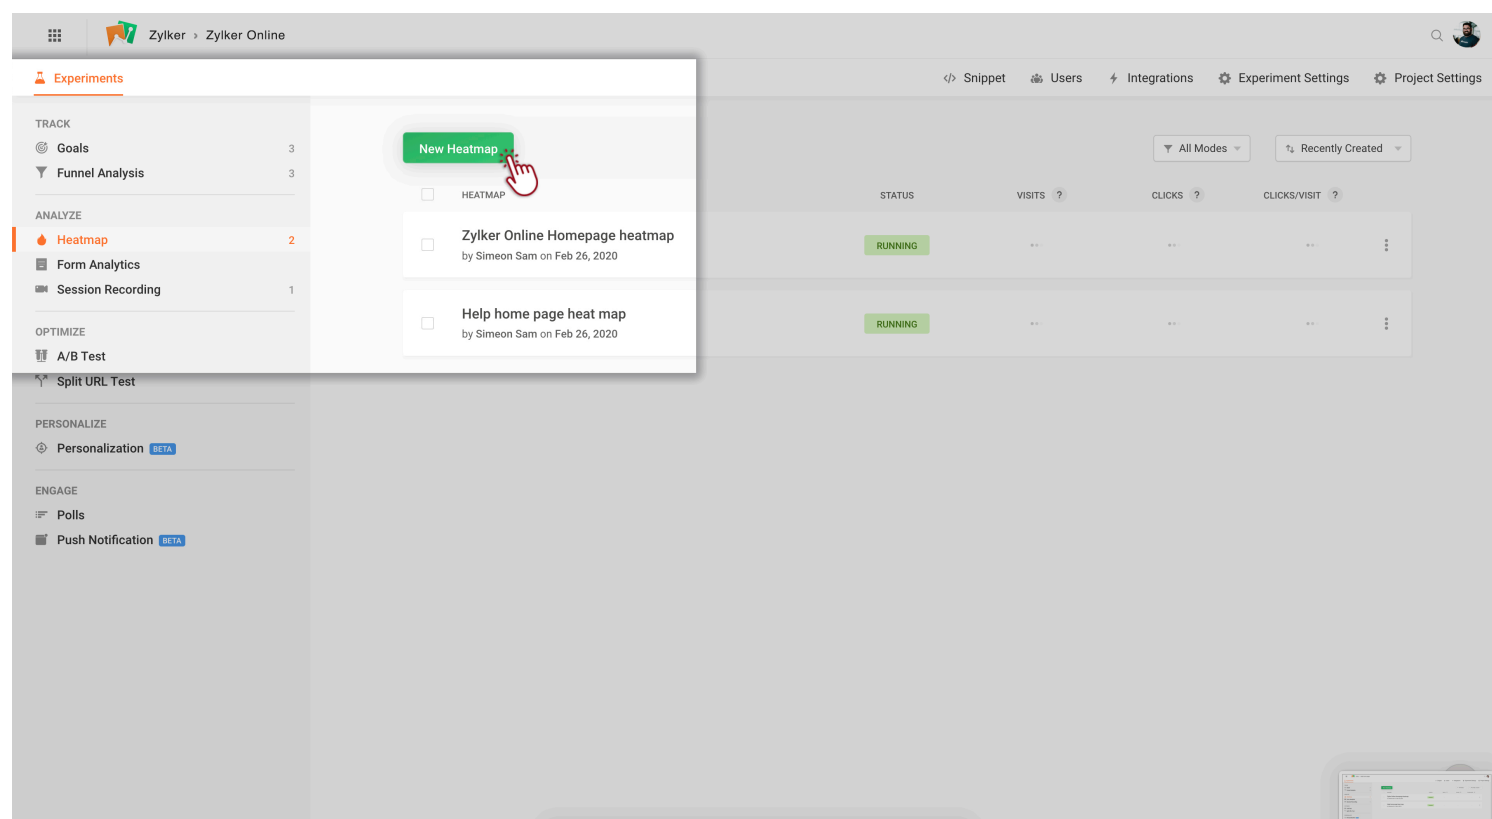 Zylker › Zylker Online
Experiments
Snippet
Users
Integrations
Experiment Settings
Project Settings
TRACK
Goals 3
Funnel Analysis 3
ANALYZE
Heatmap 2
Form Analytics
Session Recording 1
OPTIMIZE
A/B Test
Split URL Test
PERSONALIZE
Personalization BETA
ENGAGE
Polls
Push Notification BETA
New Heatmap
All Modes
Recently Created
HEATMAP STATUS VISITS ? CLICKS ? CLICKS/VISIT ?
Zylker Online Homepage heatmap
by Simeon Sam on Feb 26, 2020
RUNNING
Help home page heat map
by Simeon Sam on Feb 26, 2020
RUNNING